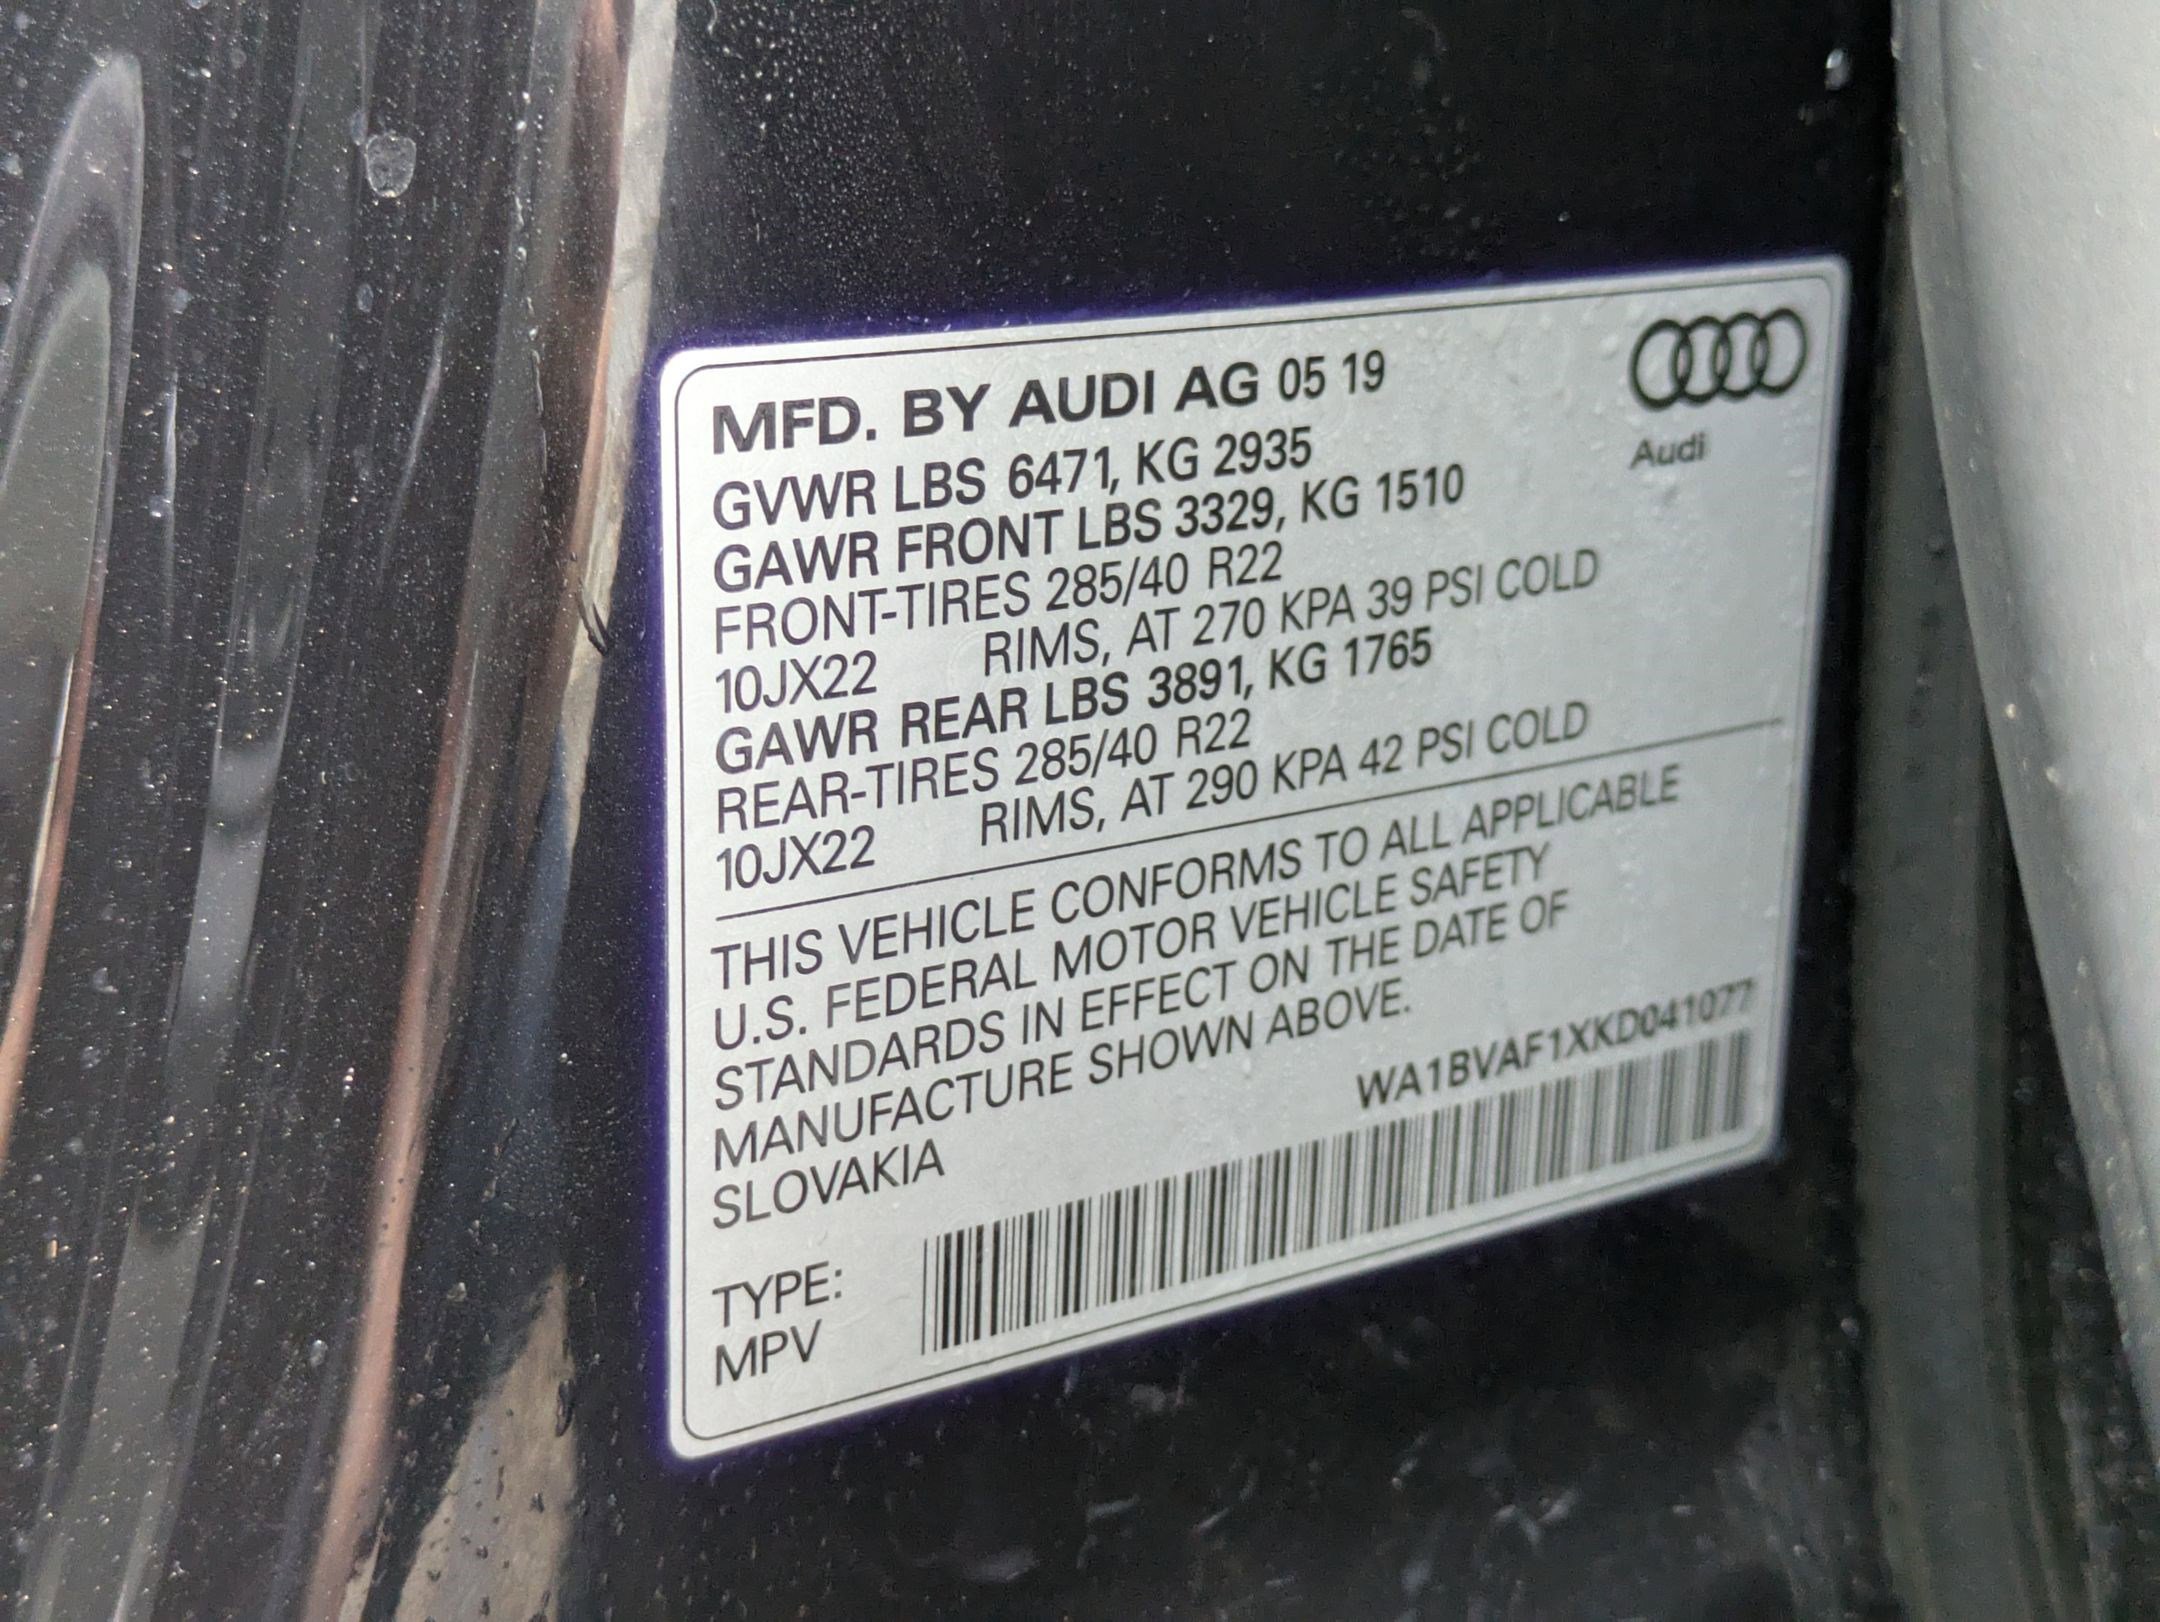 MFD. BY AUDI AG 05 19
Audi
GVWR LBS 6471, KG 2935
GAWR FRONT LBS 3329, KG 1510
FRONT-TIRES 285/40 R22
10JX22 RIMS, AT 270 KPA 39 PSI COLD
GAWR REAR LBS 3891, KG 1765
REAR-TIRES 285/40 R22
10JX22 RIMS, AT 290 KPA 42 PSI COLD
THIS VEHICLE CONFORMS TO ALL APPLICABLE
U.S. FEDERAL MOTOR VEHICLE SAFETY
STANDARDS IN EFFECT ON THE DATE OF
MANUFACTURE SHOWN ABOVE.
SLOVAKIA
WA1BVAF1XKD041077
TYPE:
MPV